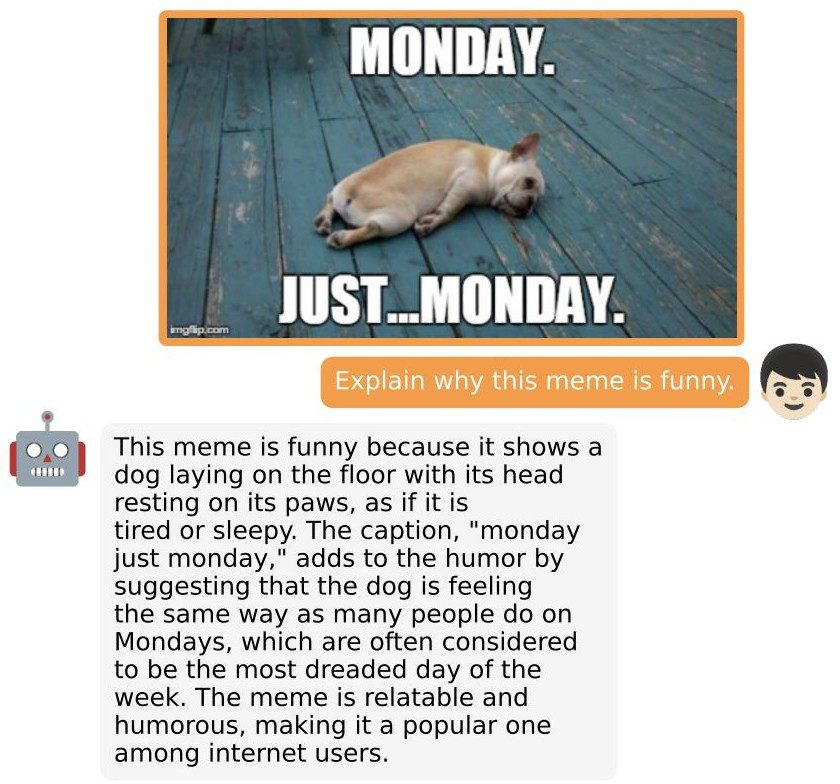 MONDAY.
JUST...MONDAY.
imgflip.com
Explain why this meme is funny.
This meme is funny because it shows a
dog laying on the floor with its head
resting on its paws, as if it is
tired or sleepy. The caption, "monday
just monday," adds to the humor by
suggesting that the dog is feeling
the same way as many people do on
Mondays, which are often considered
to be the most dreaded day of the
week. The meme is relatable and
humorous, making it a popular one
among internet users.